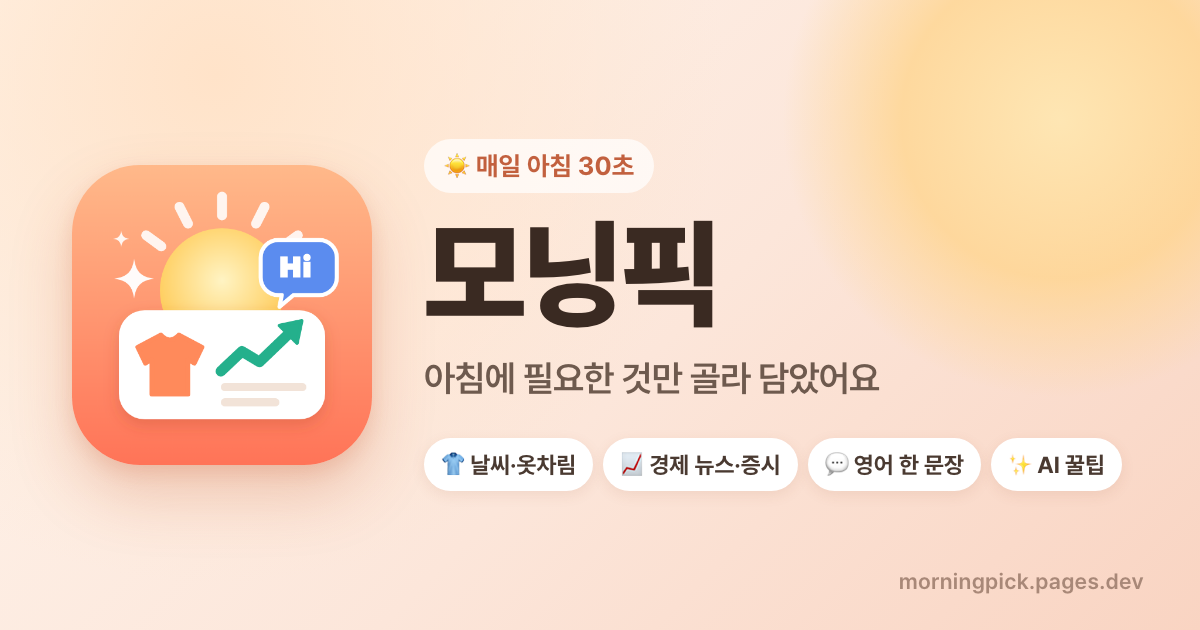 Hi
매일 아침 30초
모닝픽
아침에 필요한 것만 골라 담았어요
날씨·옷차림
경제 뉴스·증시
영어 한 문장
AI 꿀팁
morningpick.pages.dev